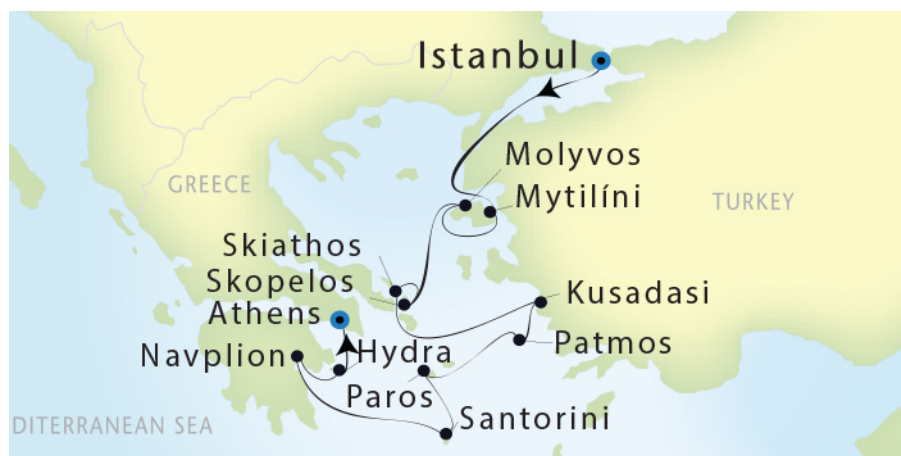 Istanbul
Molyvos
GREECE
Mytilíni
TURKEY
Skiathos
Skopelos
Kusadasi
Athens
Patmos
Navplion
Hydra
Paros
Santorini
DITERRANEAN SEA